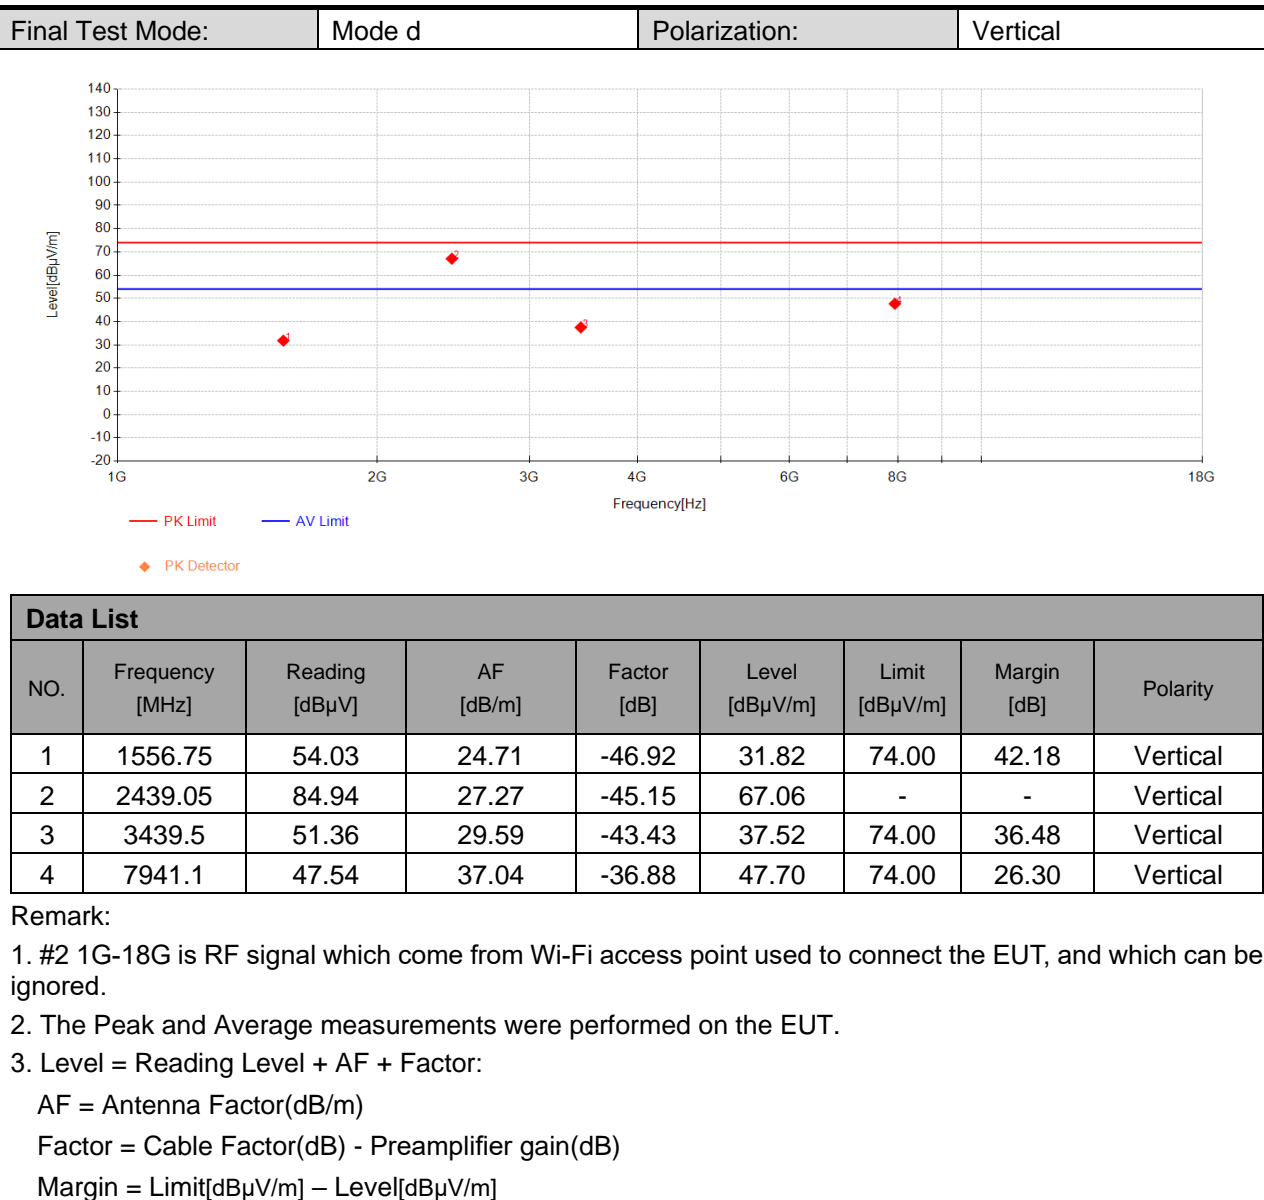 Final Test Mode: Mode d Polarization: Vertical
140
130
120
110
100
90
80
70
60
50
40
30
20
10
0
-10
-20
Level[dBμV/m]
1
2
3
4
1G 2G 3G 4G 6G 8G 18G
Frequency[Hz]
PK Limit AV Limit
PK Detector
Data List
NO. Frequency [MHz] Reading [dBμV] AF [dB/m] Factor [dB] Level [dBμV/m] Limit [dBμV/m] Margin [dB] Polarity
1 1556.75 54.03 24.71 -46.92 31.82 74.00 42.18 Vertical
2 2439.05 84.94 27.27 -45.15 67.06 - - Vertical
3 3439.5 51.36 29.59 -43.43 37.52 74.00 36.48 Vertical
4 7941.1 47.54 37.04 -36.88 47.70 74.00 26.30 Vertical
Remark:
1. #2 1G-18G is RF signal which come from Wi-Fi access point used to connect the EUT, and which can be
ignored.
2. The Peak and Average measurements were performed on the EUT.
3. Level = Reading Level + AF + Factor:
AF = Antenna Factor(dB/m)
Factor = Cable Factor(dB) - Preamplifier gain(dB)
Margin = Limit[dBμV/m] – Level[dBμV/m]